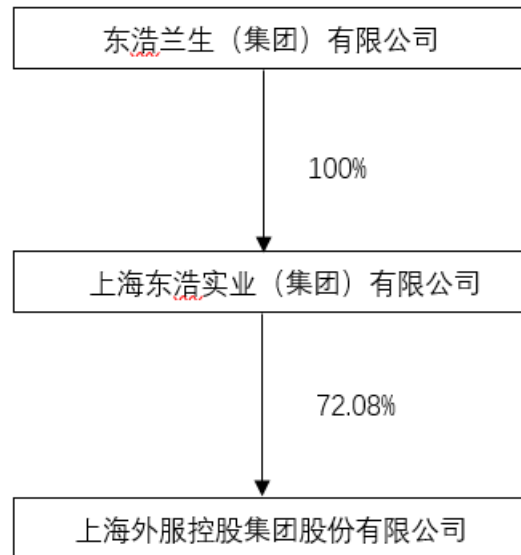 东浩兰生（集团）有限公司
100%
上海东浩实业（集团）有限公司
72.08%
上海外服控股集团股份有限公司